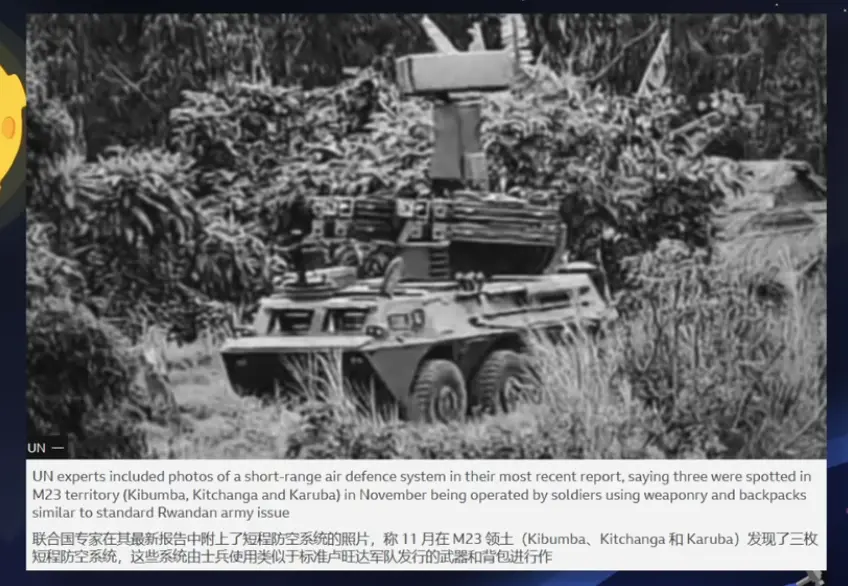 UN —
UN experts included photos of a short-range air defence system in their most recent report, saying three were spotted in
M23 territory (Kibumba, Kitchanga and Karuba) in November being operated by soldiers using weaponry and backpacks
similar to standard Rwandan army issue
联合国专家在其最新报告中附上了短程防空系统的照片，称 11 月在 M23 领土（Kibumba、Kitchanga 和 Karuba）发现了三枚
短程防空系统，这些系统由士兵使用类似于标准卢旺达军队发行的武器和背包进行作